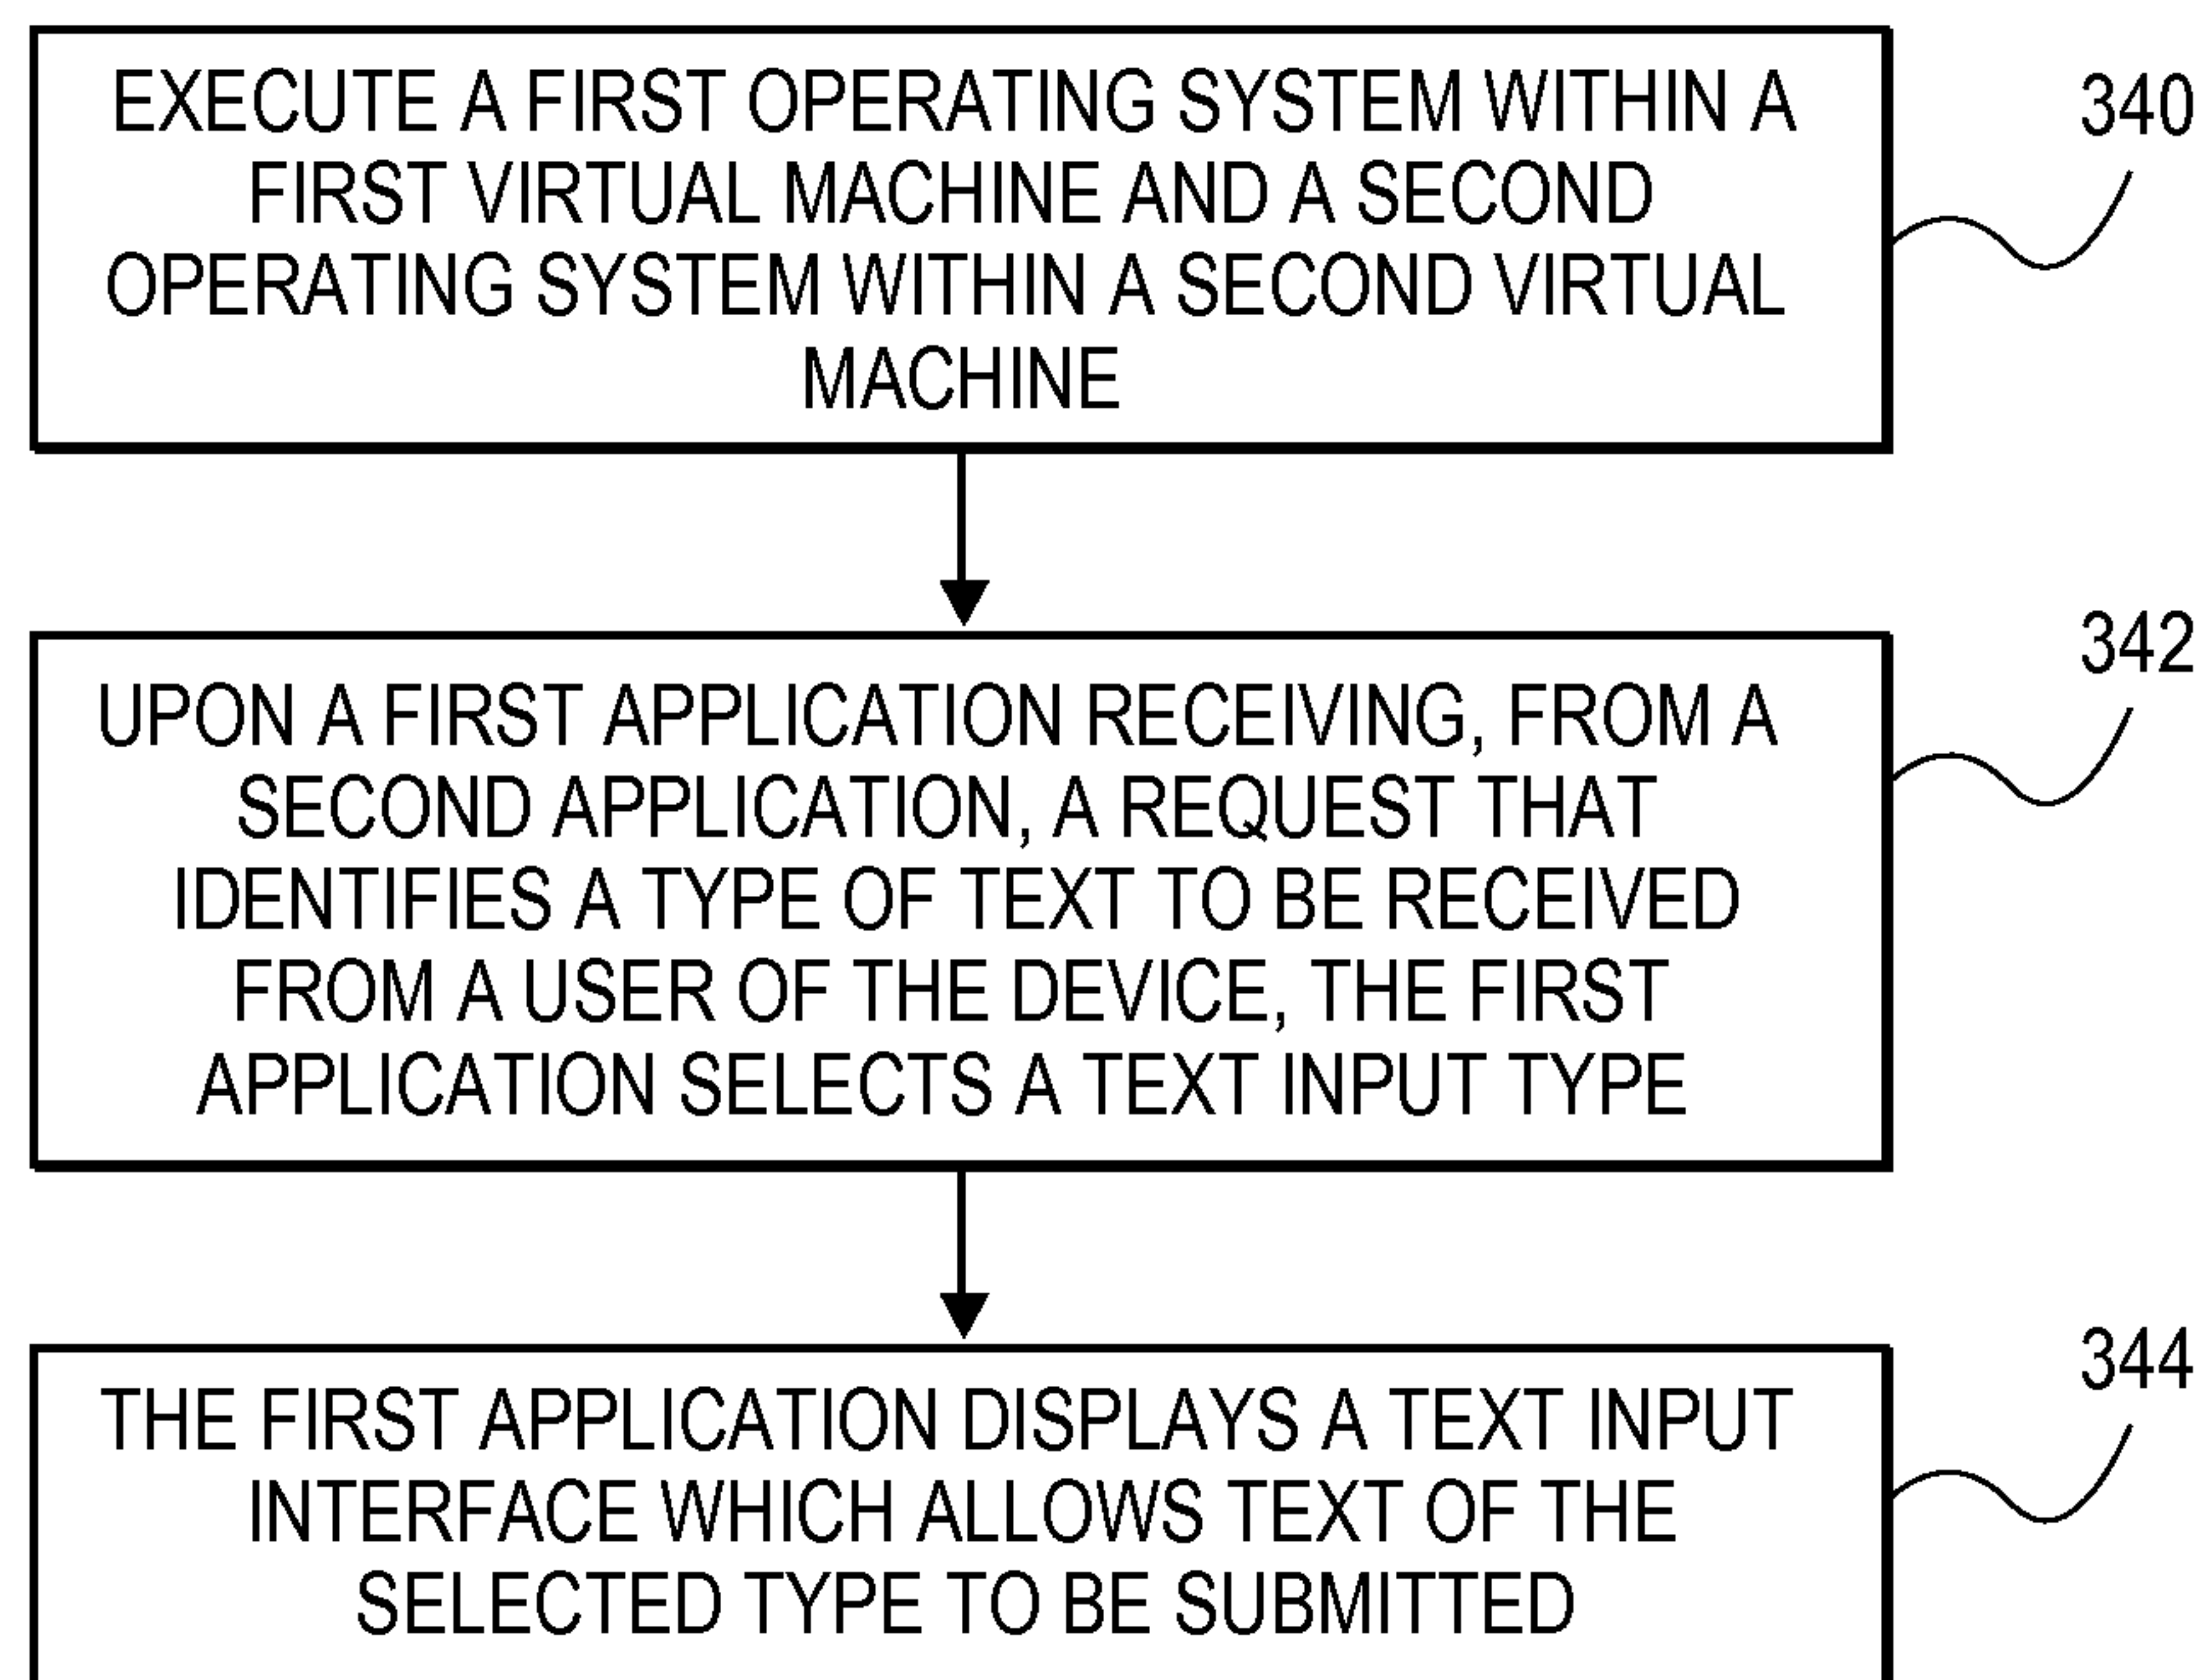 EXECUTE A FIRST OPERATING SYSTEM WITHIN A
FIRST VIRTUAL MACHINE AND A SECOND
OPERATING SYSTEM WITHIN A SECOND VIRTUAL
MACHINE
340
UPON A FIRST APPLICATION RECEIVING, FROM A
SECOND APPLICATION, A REQUEST THAT
IDENTIFIES A TYPE OF TEXT TO BE RECEIVED
FROM A USER OF THE DEVICE, THE FIRST
APPLICATION SELECTS A TEXT INPUT TYPE
342
THE FIRST APPLICATION DISPLAYS A TEXT INPUT
INTERFACE WHICH ALLOWS TEXT OF THE
SELECTED TYPE TO BE SUBMITTED
344